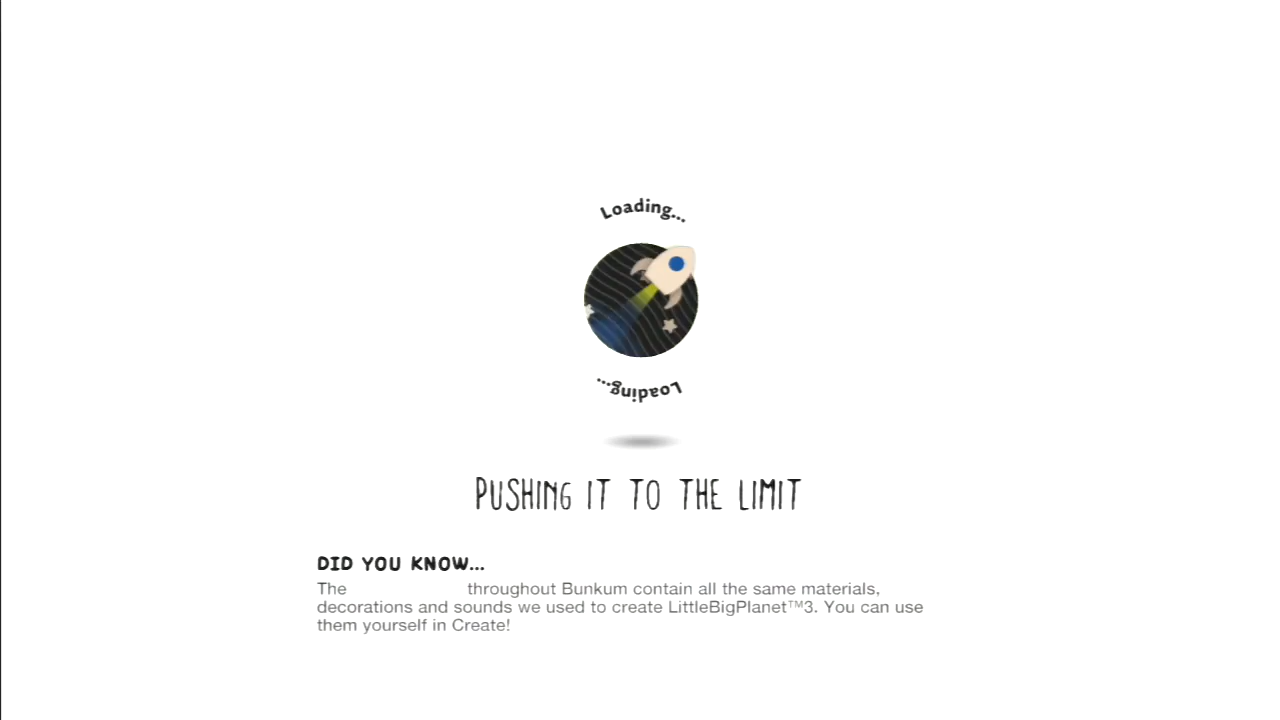 Loading...
Loading...
PUSHING IT TO THE LIMIT
DID YOU KNOW...
The throughout Bunkum contain all the same materials,
decorations and sounds we used to create LittleBigPlanet™3. You can use
them yourself in Create!